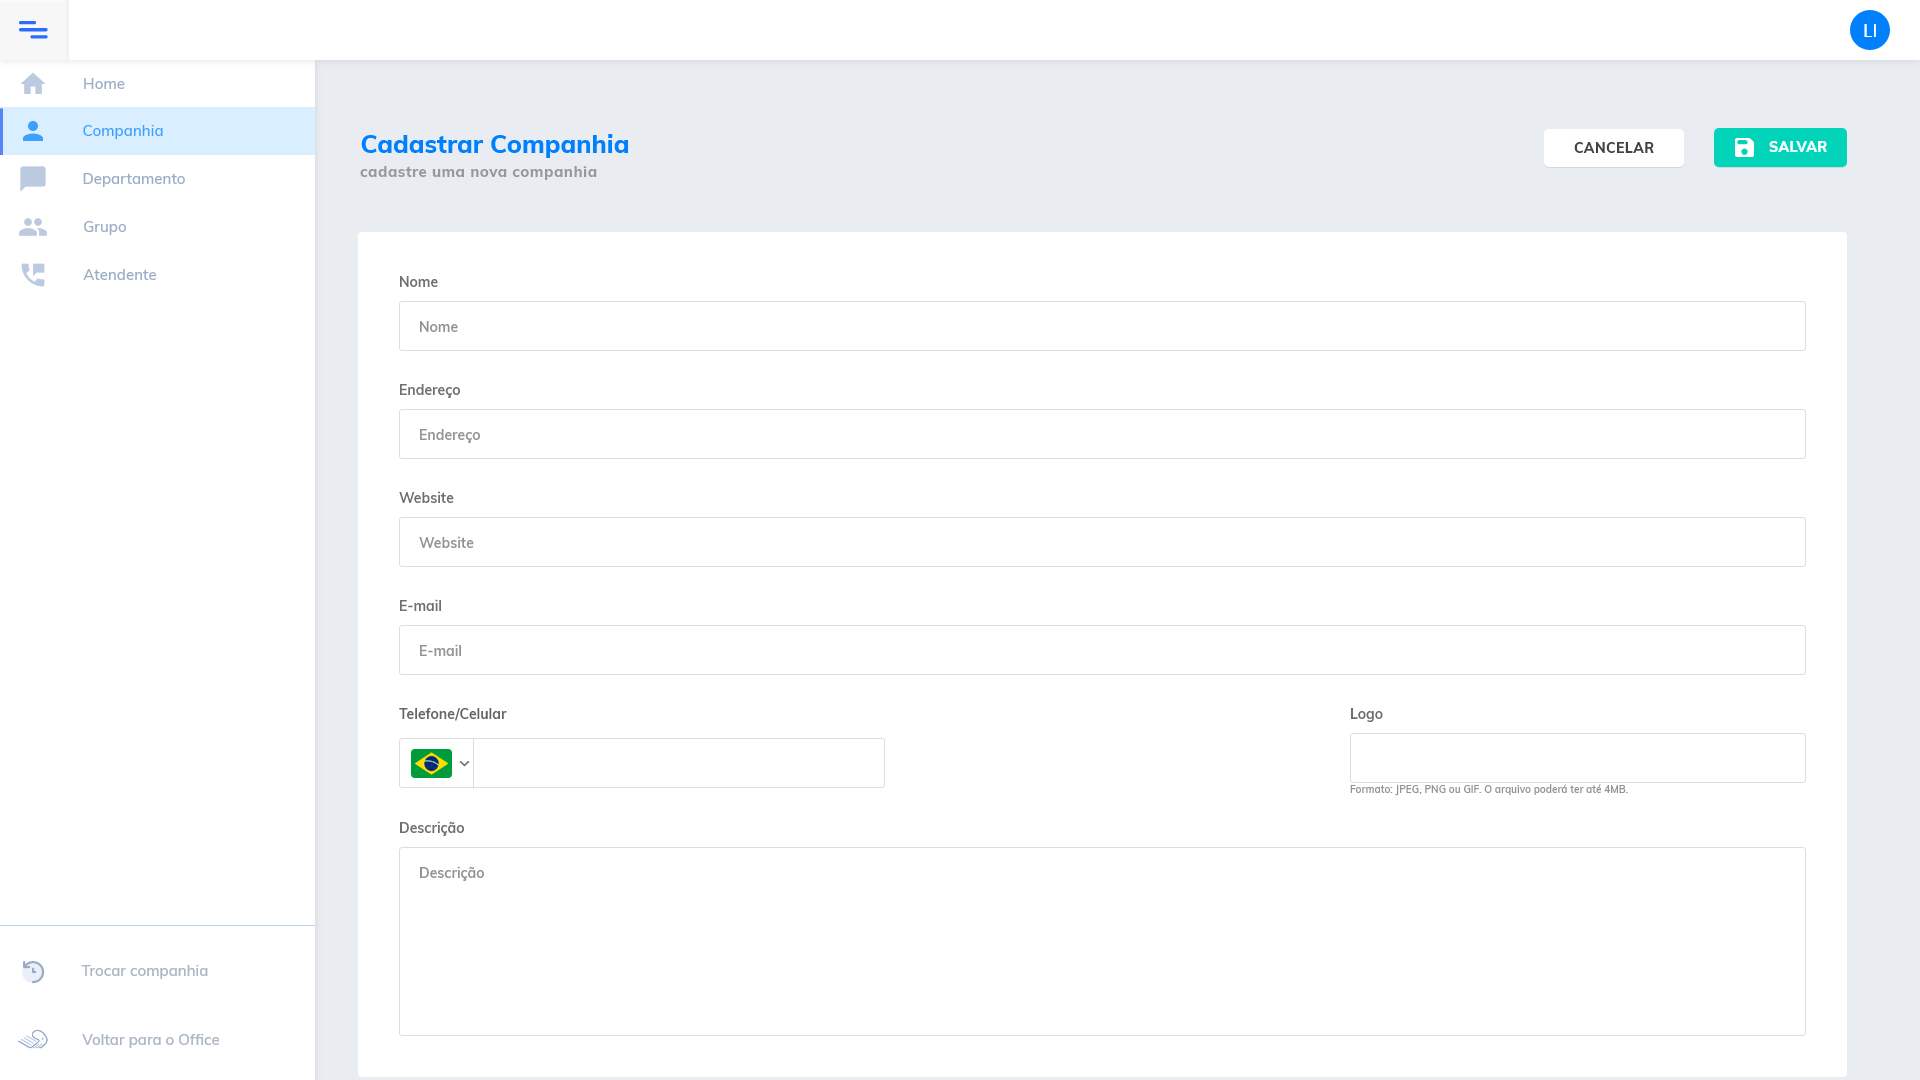 LI
Home
Companhia
Departamento
Grupo
Atendente
Trocar companhia
Voltar para o Office
Cadastrar Companhia
cadastre uma nova companhia
CANCELAR
SALVAR
Nome
Nome
Endereço
Endereço
Website
Website
E-mail
E-mail
Telefone/Celular
Logo
Formato: JPEG, PNG ou GIF. O arquivo poderá ter até 4MB.
Descrição
Descrição